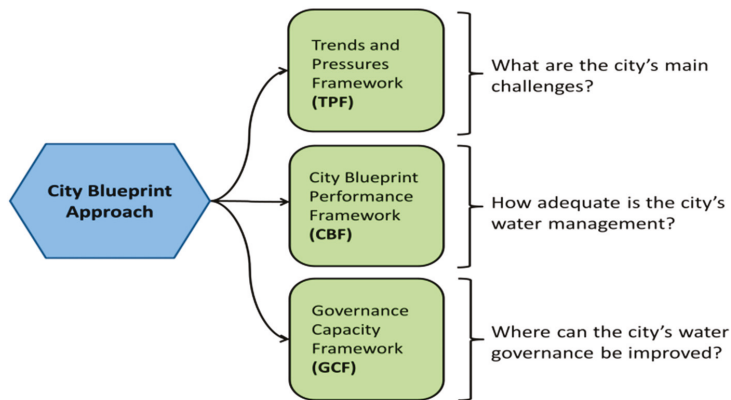 City Blueprint
Approach
Trends and
Pressures
Framework
(TPF)
What are the city’s main
challenges?
City Blueprint
Performance
Framework
(CBF)
How adequate is the city’s
water management?
Governance
Capacity
Framework
(GCF)
Where can the city’s water
governance be improved?